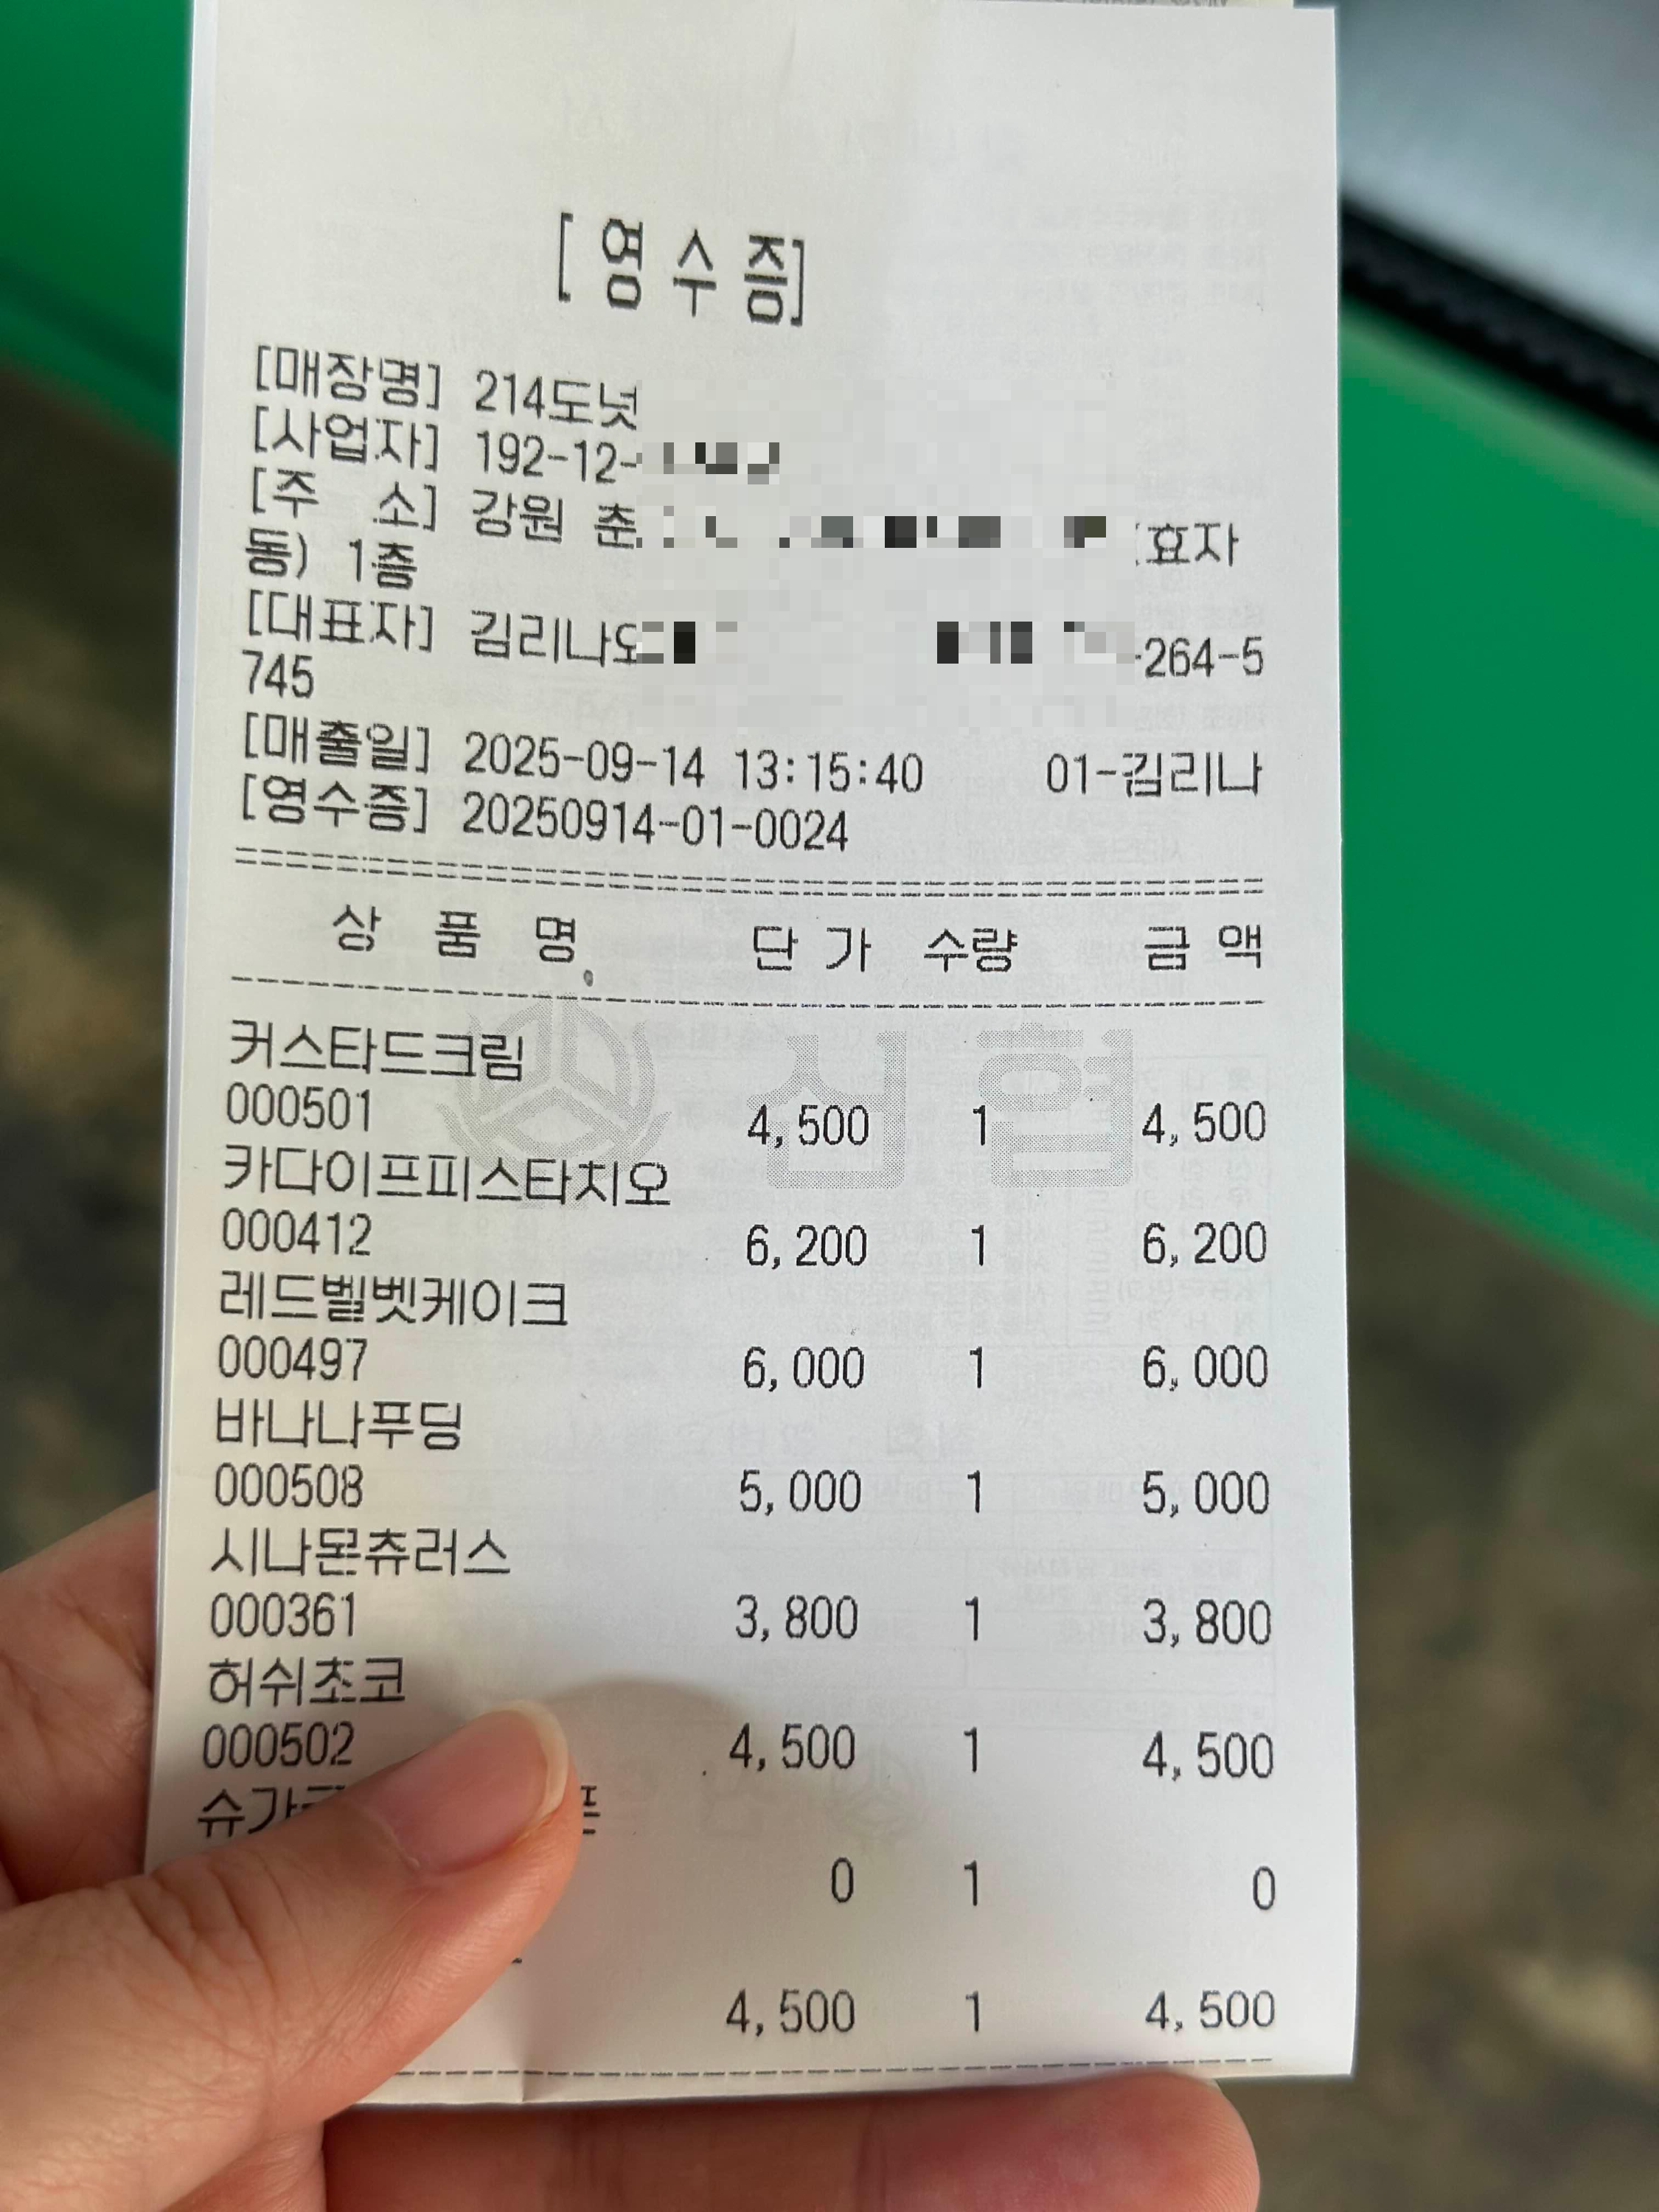 [ 영 수 증]
[매장명] 214도넛
[사업자] 192-12-
[주 소] 강원 춘 효자
동) 1층
[대표자] 김리나 -264-5
745
[매출일] 2025-09-14 13:15:40 01-김리나
[영수증] 20250914-01-0024
상 품 명 단 가 수량 금 액
커스타드크림
000501 4,500 1 4,500
카다이프피스타치오
000412 6,200 1 6,200
레드벨벳케이크
000497 6,000 1 6,000
바나나푸딩
000508 5,000 1 5,000
시나몬츄러스
000361 3,800 1 3,800
허쉬초코
000502 4,500 1 4,500
0 1 0
4,500 1 4,500
신협